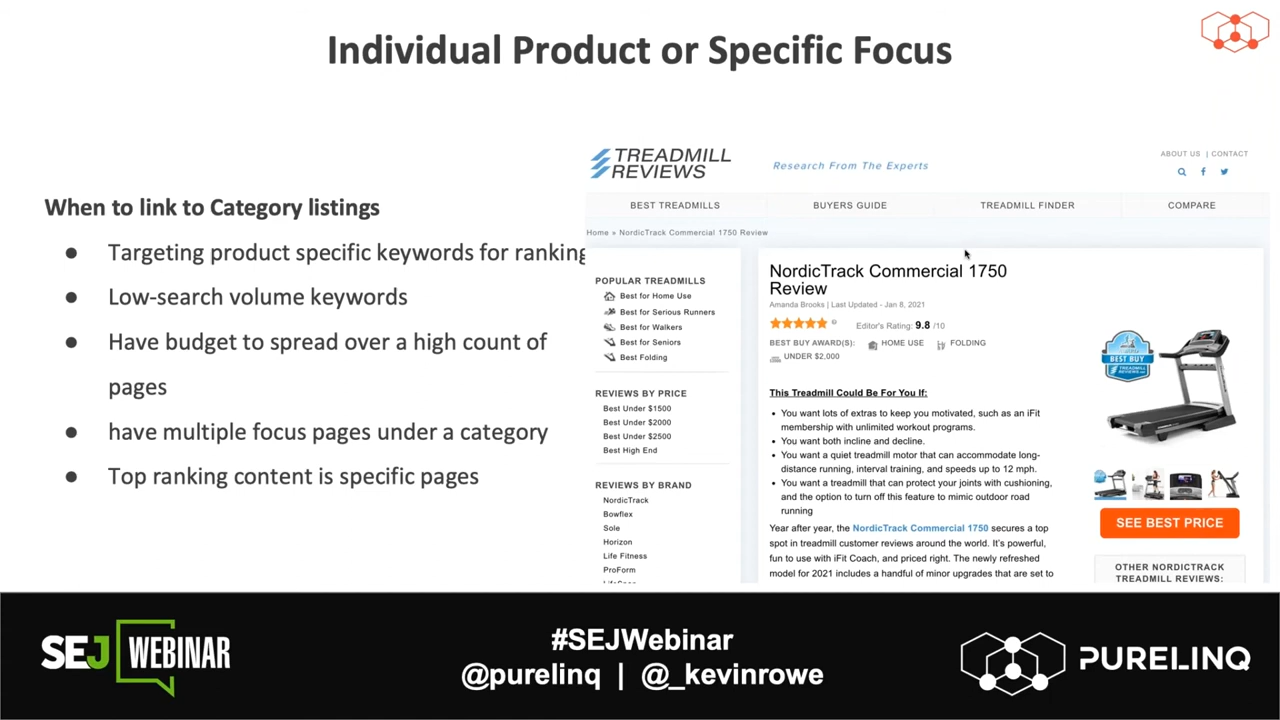 Individual Product or Specific Focus
When to link to Category listings
● Targeting product specific keywords for ranking
● Low-search volume keywords
● Have budget to spread over a high count of
pages
● have multiple focus pages under a category
● Top ranking content is specific pages
TREADMILL
REVIEWS
Research From The Experts
ABOUT US | CONTACT
BEST TREADMILLS
BUYERS GUIDE
TREADMILL FINDER
COMPARE
Home » NordicTrack Commercial 1750 Review
POPULAR TREADMILLS
Best for Home Use
Best for Serious Runners
Best for Walkers
Best for Seniors
Best Folding
REVIEWS BY PRICE
Best Under $1500
Best Under $2000
Best Under $2500
Best High End
REVIEWS BY BRAND
NordicTrack
Bowflex
Sole
Horizon
Life Fitness
ProForm
NordicTrack Commercial 1750
Review
Amanda Brooks | Last Updated - Jan 8, 2021
Editor's Rating: 9.8 /10
BEST BUY AWARD(S): HOME USE FOLDING
UNDER $2,000
This Treadmill Could Be For You If:
• You want lots of extras to keep you motivated, such as an iFit
membership with unlimited workout programs.
• You want both incline and decline.
• You want a quiet treadmill motor that can accommodate long-
distance running, interval training, and speeds up to 12 mph.
• You want a treadmill that can protect your joints with cushioning,
and the option to turn off this feature to mimic outdoor road
running
Year after year, the NordicTrack Commercial 1750 secures a top
spot in treadmill customer reviews around the world. It's powerful,
fun to use with iFit Coach, and priced right. The newly refreshed
model for 2021 includes a handful of minor upgrades that are set to
BEST BUY
SEE BEST PRICE
OTHER NORDICTRACK
TREADMILL REVIEWS:
SEJ WEBINAR
#SEJWebinar
@purelinq | @_kevinrowe
PURELINQ